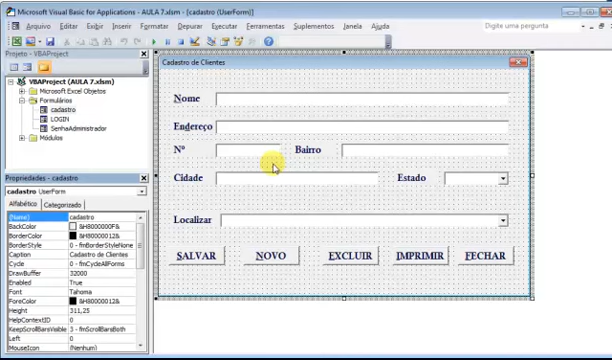 Microsoft Visual Basic for Applications - AULA 7.xlsm - [cadastro (UserForm)]
Arquivo Editar Exibir Inserir Formatar Depurar Executar Ferramentas Suplementos Janela Ajuda
Digite uma pergunta
Projeto - VBAProject
VBAProject (AULA 7.xlsm)
Microsoft Excel Objetos
Formulários
cadastro
LOGIN
SenhaAdministrador
Módulos
Propriedades - cadastro
cadastro UserForm
Alfabético Categorizado
(Name) cadastro
BackColor &H8000000F&
BorderColor &H80000012&
BorderStyle 0 - fmBorderStyleNone
Caption Cadastro de Clientes
Cycle 0 - fmCycleAllForms
DrawBuffer 32000
Enabled True
Font Tahoma
ForeColor &H80000012&
Height 311,25
HelpContextID 0
KeepScrollBarsVisible 3 - fmScrollBarsBoth
Left 0
MouseIcon (Nenhum)
Cadastro de Clientes
Nome
Endereço
Nº Bairro
Cidade Estado
Localizar
SALVAR NOVO EXCLUIR IMPRIMIR FECHAR